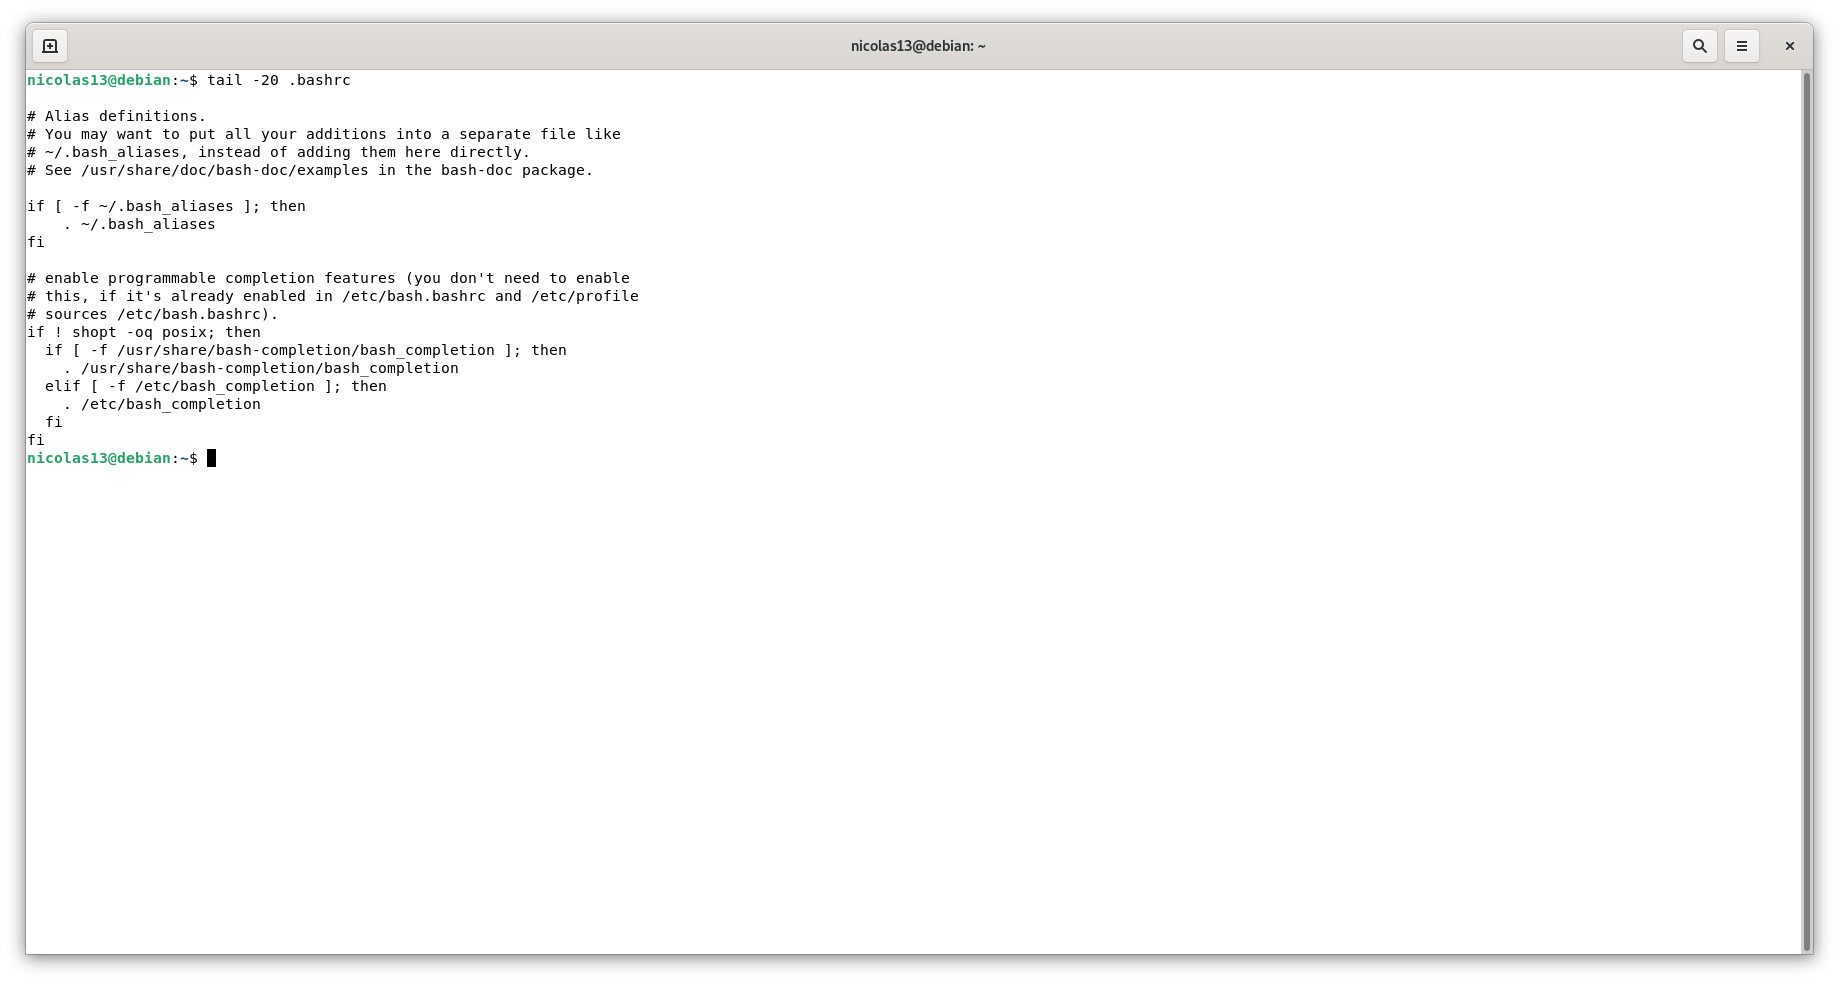 nicolas13@debian: ~
nicolas13@debian:~$ tail -20 .bashrc

# Alias definitions.
# You may want to put all your additions into a separate file like
# ~/.bash_aliases, instead of adding them here directly.
# See /usr/share/doc/bash-doc/examples in the bash-doc package.

if [ -f ~/.bash_aliases ]; then
    . ~/.bash_aliases
fi

# enable programmable completion features (you don't need to enable
# this, if it's already enabled in /etc/bash.bashrc and /etc/profile
# sources /etc/bash.bashrc).
if ! shopt -oq posix; then
  if [ -f /usr/share/bash-completion/bash_completion ]; then
    . /usr/share/bash-completion/bash_completion
  elif [ -f /etc/bash_completion ]; then
    . /etc/bash_completion
  fi
fi
nicolas13@debian:~$